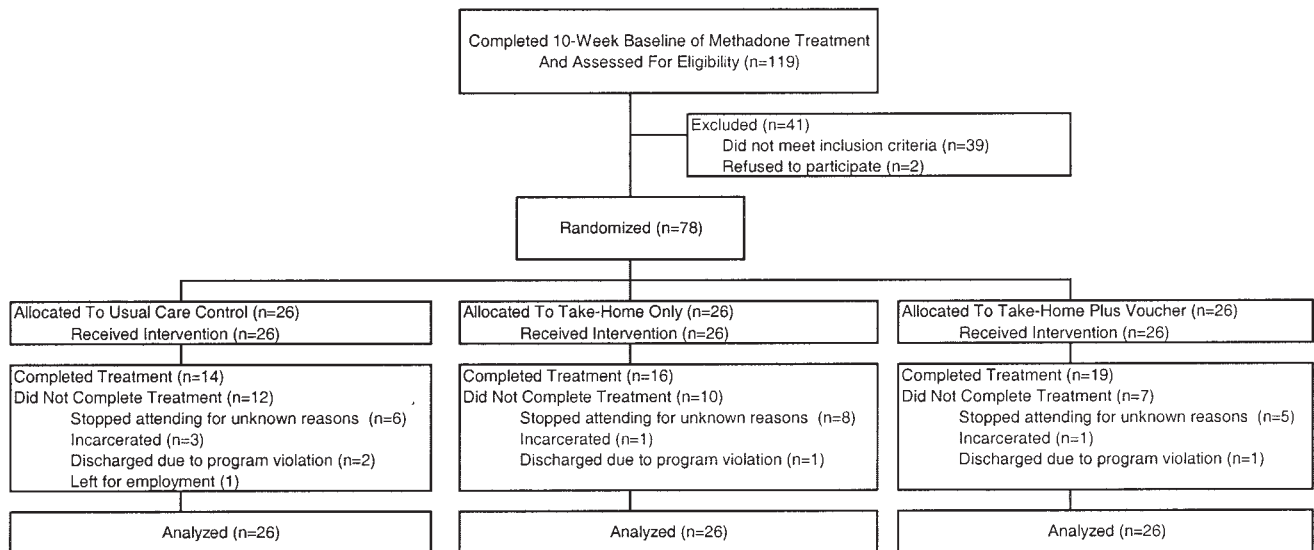 Completed 10-Week Baseline of Methadone Treatment
And Assessed For Eligibility (n=119)
Excluded (n=41)
Did not meet inclusion criteria (n=39)
Refused to participate (n=2)
Randomized (n=78)
Allocated To Usual Care Control (n=26)
Received Intervention (n=26)
Allocated To Take-Home Only (n=26)
Received Intervention (n=26)
Allocated To Take-Home Plus Voucher (n=26)
Received Intervention (n=26)
Completed Treatment (n=14)
Did Not Complete Treatment (n=12)
Stopped attending for unknown reasons (n=6)
Incarcerated (n=3)
Discharged due to program violation (n=2)
Left for employment (1)
Completed Treatment (n=16)
Did Not Complete Treatment (n=10)
Stopped attending for unknown reasons (n=8)
Incarcerated (n=1)
Discharged due to program violation (n=1)
Completed Treatment (n=19)
Did Not Complete Treatment (n=7)
Stopped attending for unknown reasons (n=5)
Incarcerated (n=1)
Discharged due to program violation (n=1)
Analyzed (n=26)
Analyzed (n=26)
Analyzed (n=26)